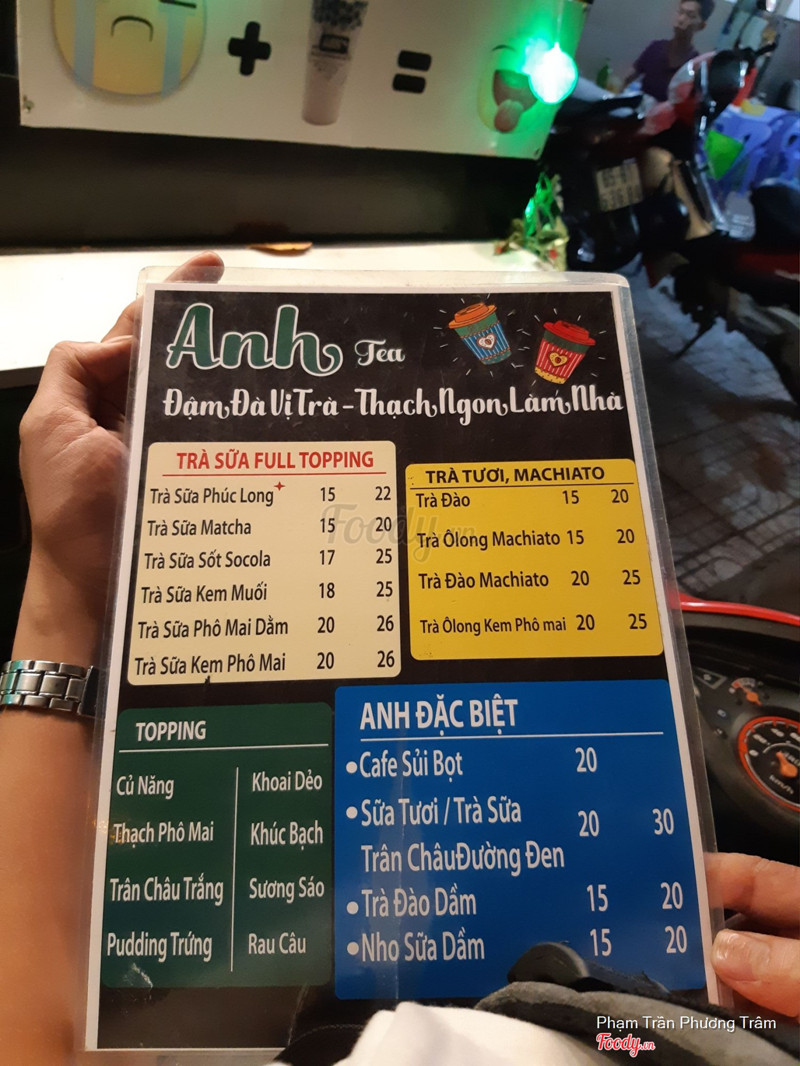 Anh Tea
Đậm Đà Vị Trà - Thạch Ngon Làm Nhà
TRÀ SỮA FULL TOPPING
Trà Sữa Phúc Long 15 22
Trà Sữa Matcha 15 20
Trà Sữa Sốt Socola 17 25
Trà Sữa Kem Muối 18 25
Trà Sữa Phô Mai Dằm 20 26
Trà Sữa Kem Phô Mai 20 26
TRÀ TƯƠI, MACHIATO
Trà Đào 15 20
Trà Ôlong Machiato 15 20
Trà Đào Machiato 20 25
Trà Ôlong Kem Phô mai 20 25
TOPPING
Củ Năng
Thạch Phô Mai
Trân Châu Trắng
Pudding Trứng
Khoai Dẻo
Khúc Bạch
Sương Sáo
Rau Câu
ANH ĐẶC BIỆT
Cafe Sủi Bọt 20
Sữa Tươi / Trà Sữa
Trân ChâuĐường Đen 20 30
Trà Đào Dầm 15 20
Nho Sữa Dầm 15 20
Foody.vn
Phạm Trần Phương Trâm
Foody.vn